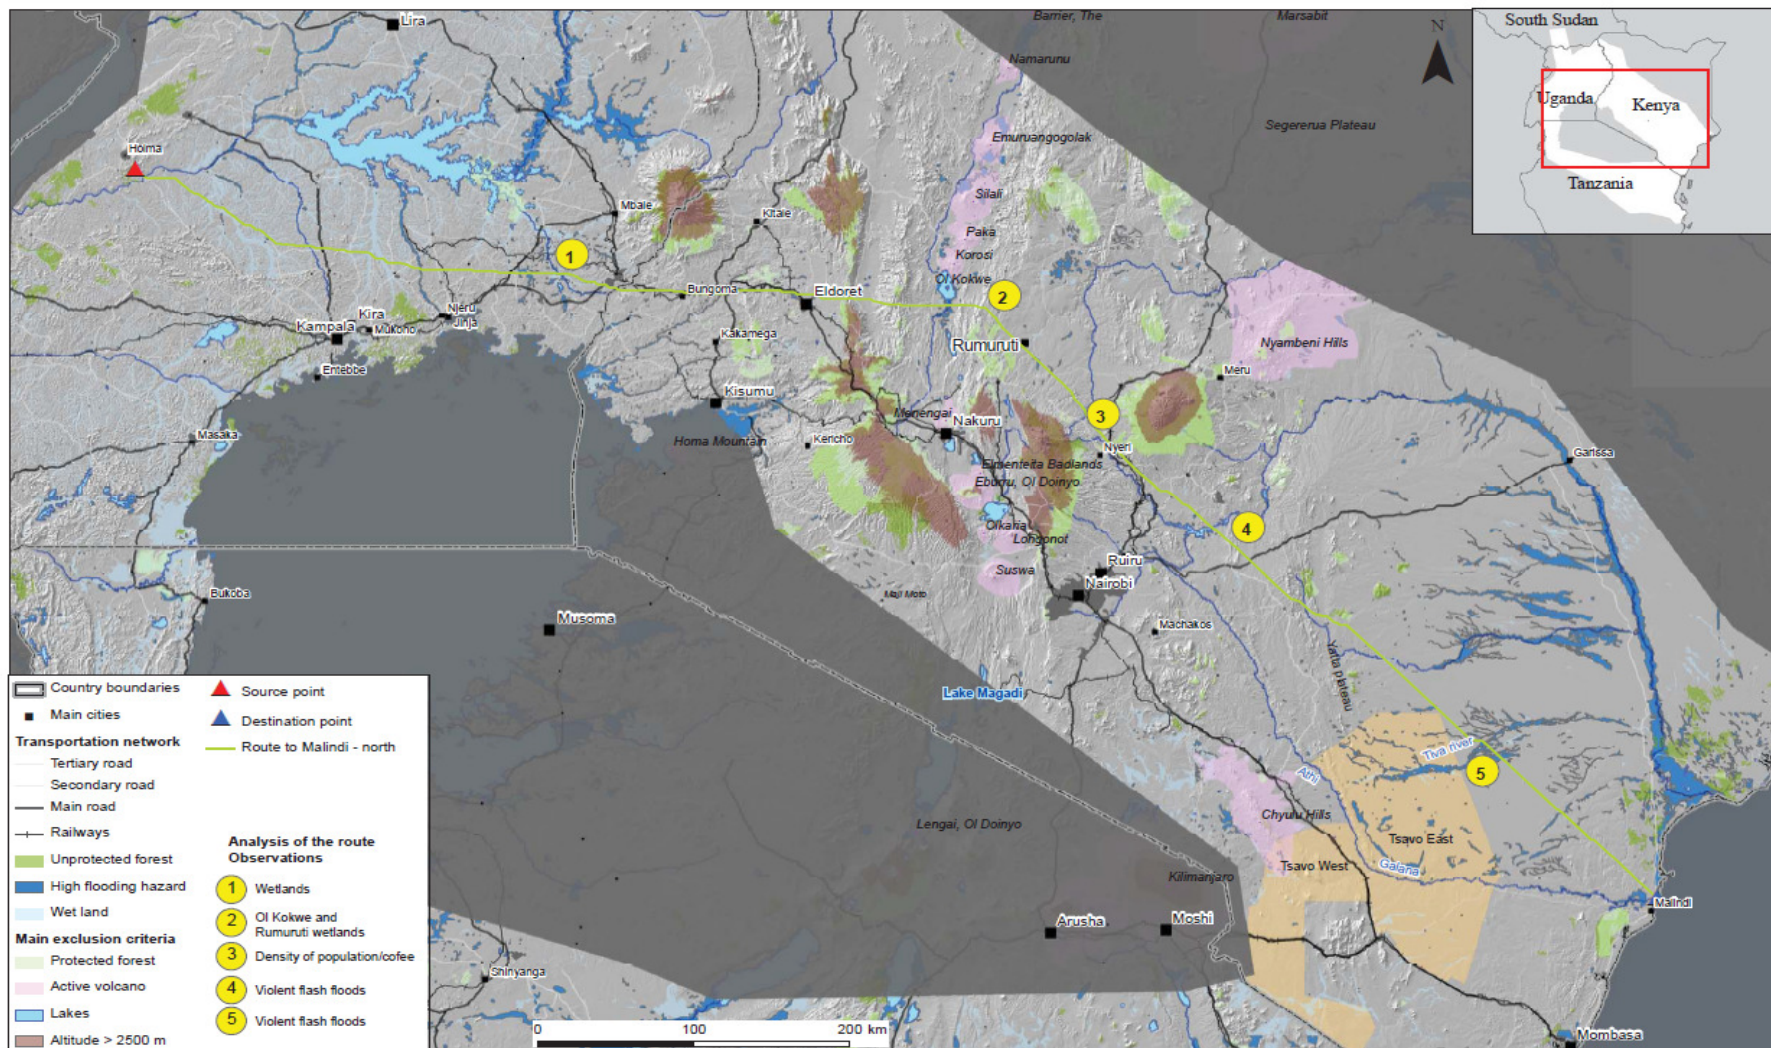 Lira
Barrier, The
Marsabit
N
South Sudan
Uganda
Kenya
Tanzania
Namarunu
Segererua Plateau
Emuruangogolak
Hoima
Silali
Mbale
Kitale
Paka
1
Korosi
Ol Kokwe
2
Bungoma
Eldoret
Njeru
Jinja
Kira
Mukono
Kampala
Kakamega
Rumuruti
Nyambeni Hills
Entebbe
Meru
Kisumu
Menengai
3
Masaka
Homa Mountain
Kericho
Nakuru
Nyeri
Garissa
Elmenteita Badlands
Eburru, Ol Doinyo
Olkaria
4
Longonot
Ruiru
Suswa
Nairobi
Bukoba
Maji Moto
Musoma
Machakos
Yatta plateau
Lake Magadi
Tiva river
5
Athi
Chyulu Hills
Lengai, Ol Doinyo
Tsavo East
Tsavo West
Galana
Kilimanjaro
Malindi
Arusha
Moshi
Shinyanga
Mombasa
Country boundaries
Main cities
Transportation network
Tertiary road
Secondary road
Main road
Railways
Unprotected forest
High flooding hazard
Wet land
Main exclusion criteria
Protected forest
Active volcano
Lakes
Altitude > 2500 m
Source point
Destination point
Route to Malindi - north
Analysis of the route
Observations
1 Wetlands
2 Ol Kokwe and
Rumuruti wetlands
3 Density of population/cofee
4 Violent flash floods
5 Violent flash floods
0 100 200 km